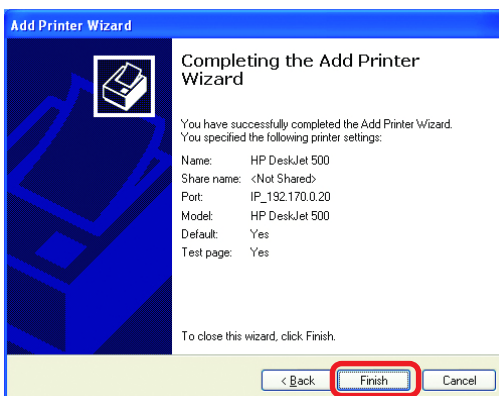 Add Printer Wizard
Completing the Add Printer
Wizard
You have successfully completed the Add Printer Wizard.
You specified the following printer settings:
Name: HP DeskJet 500
Share name: <Not Shared>
Port: IP_192.170.0.20
Model: HP DeskJet 500
Default: Yes
Test page: Yes
To close this wizard, click Finish.
< Back Finish Cancel